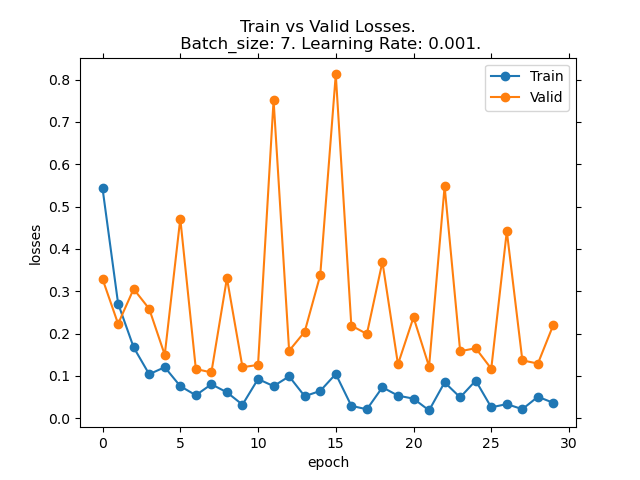 Train vs Valid Losses.
Batch_size: 7. Learning Rate: 0.001.
Train
Valid
0.8
0.7
0.6
0.5
0.4
0.3
0.2
0.1
0.0
losses
0 5 10 15 20 25 30
epoch